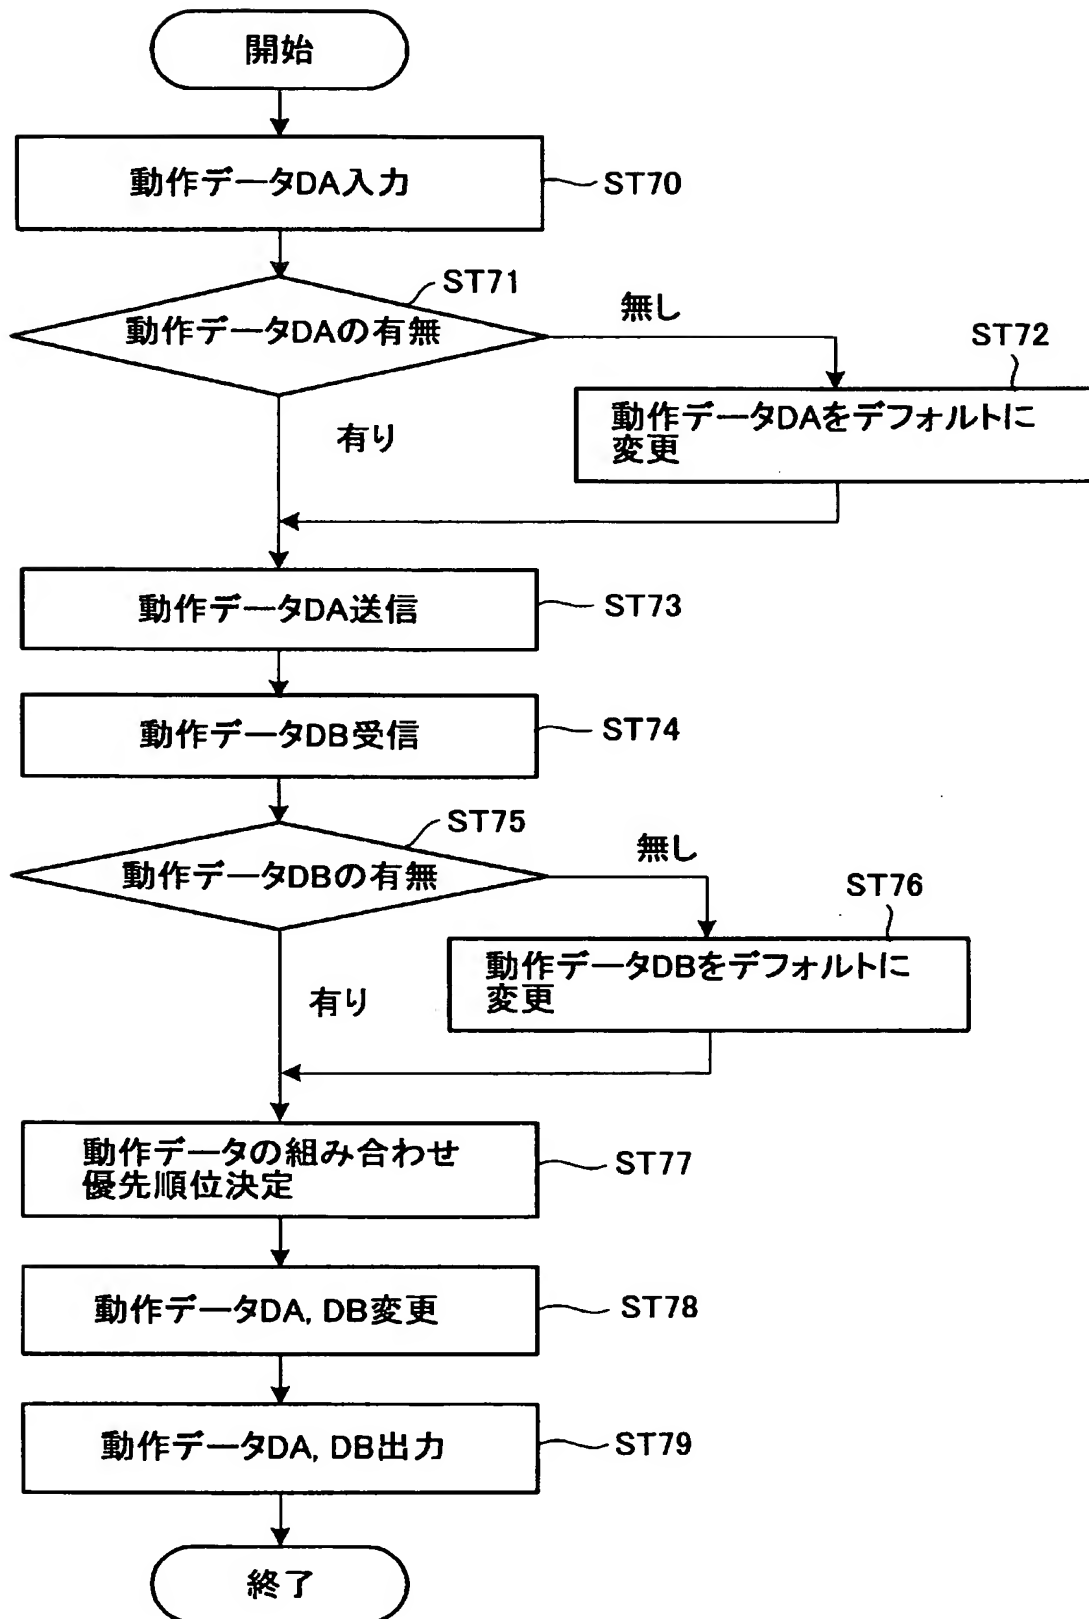 開始
動作データDA入力
ST70
ST71
動作データDAの有無
無し
ST72
動作データDAをデフォルトに
変更
有り
動作データDA送信
ST73
動作データDB受信
ST74
ST75
動作データDBの有無
無し
ST76
動作データDBをデフォルトに
変更
有り
動作データの組み合わせ
優先順位決定
ST77
動作データDA, DB変更
ST78
動作データDA, DB出力
ST79
終了